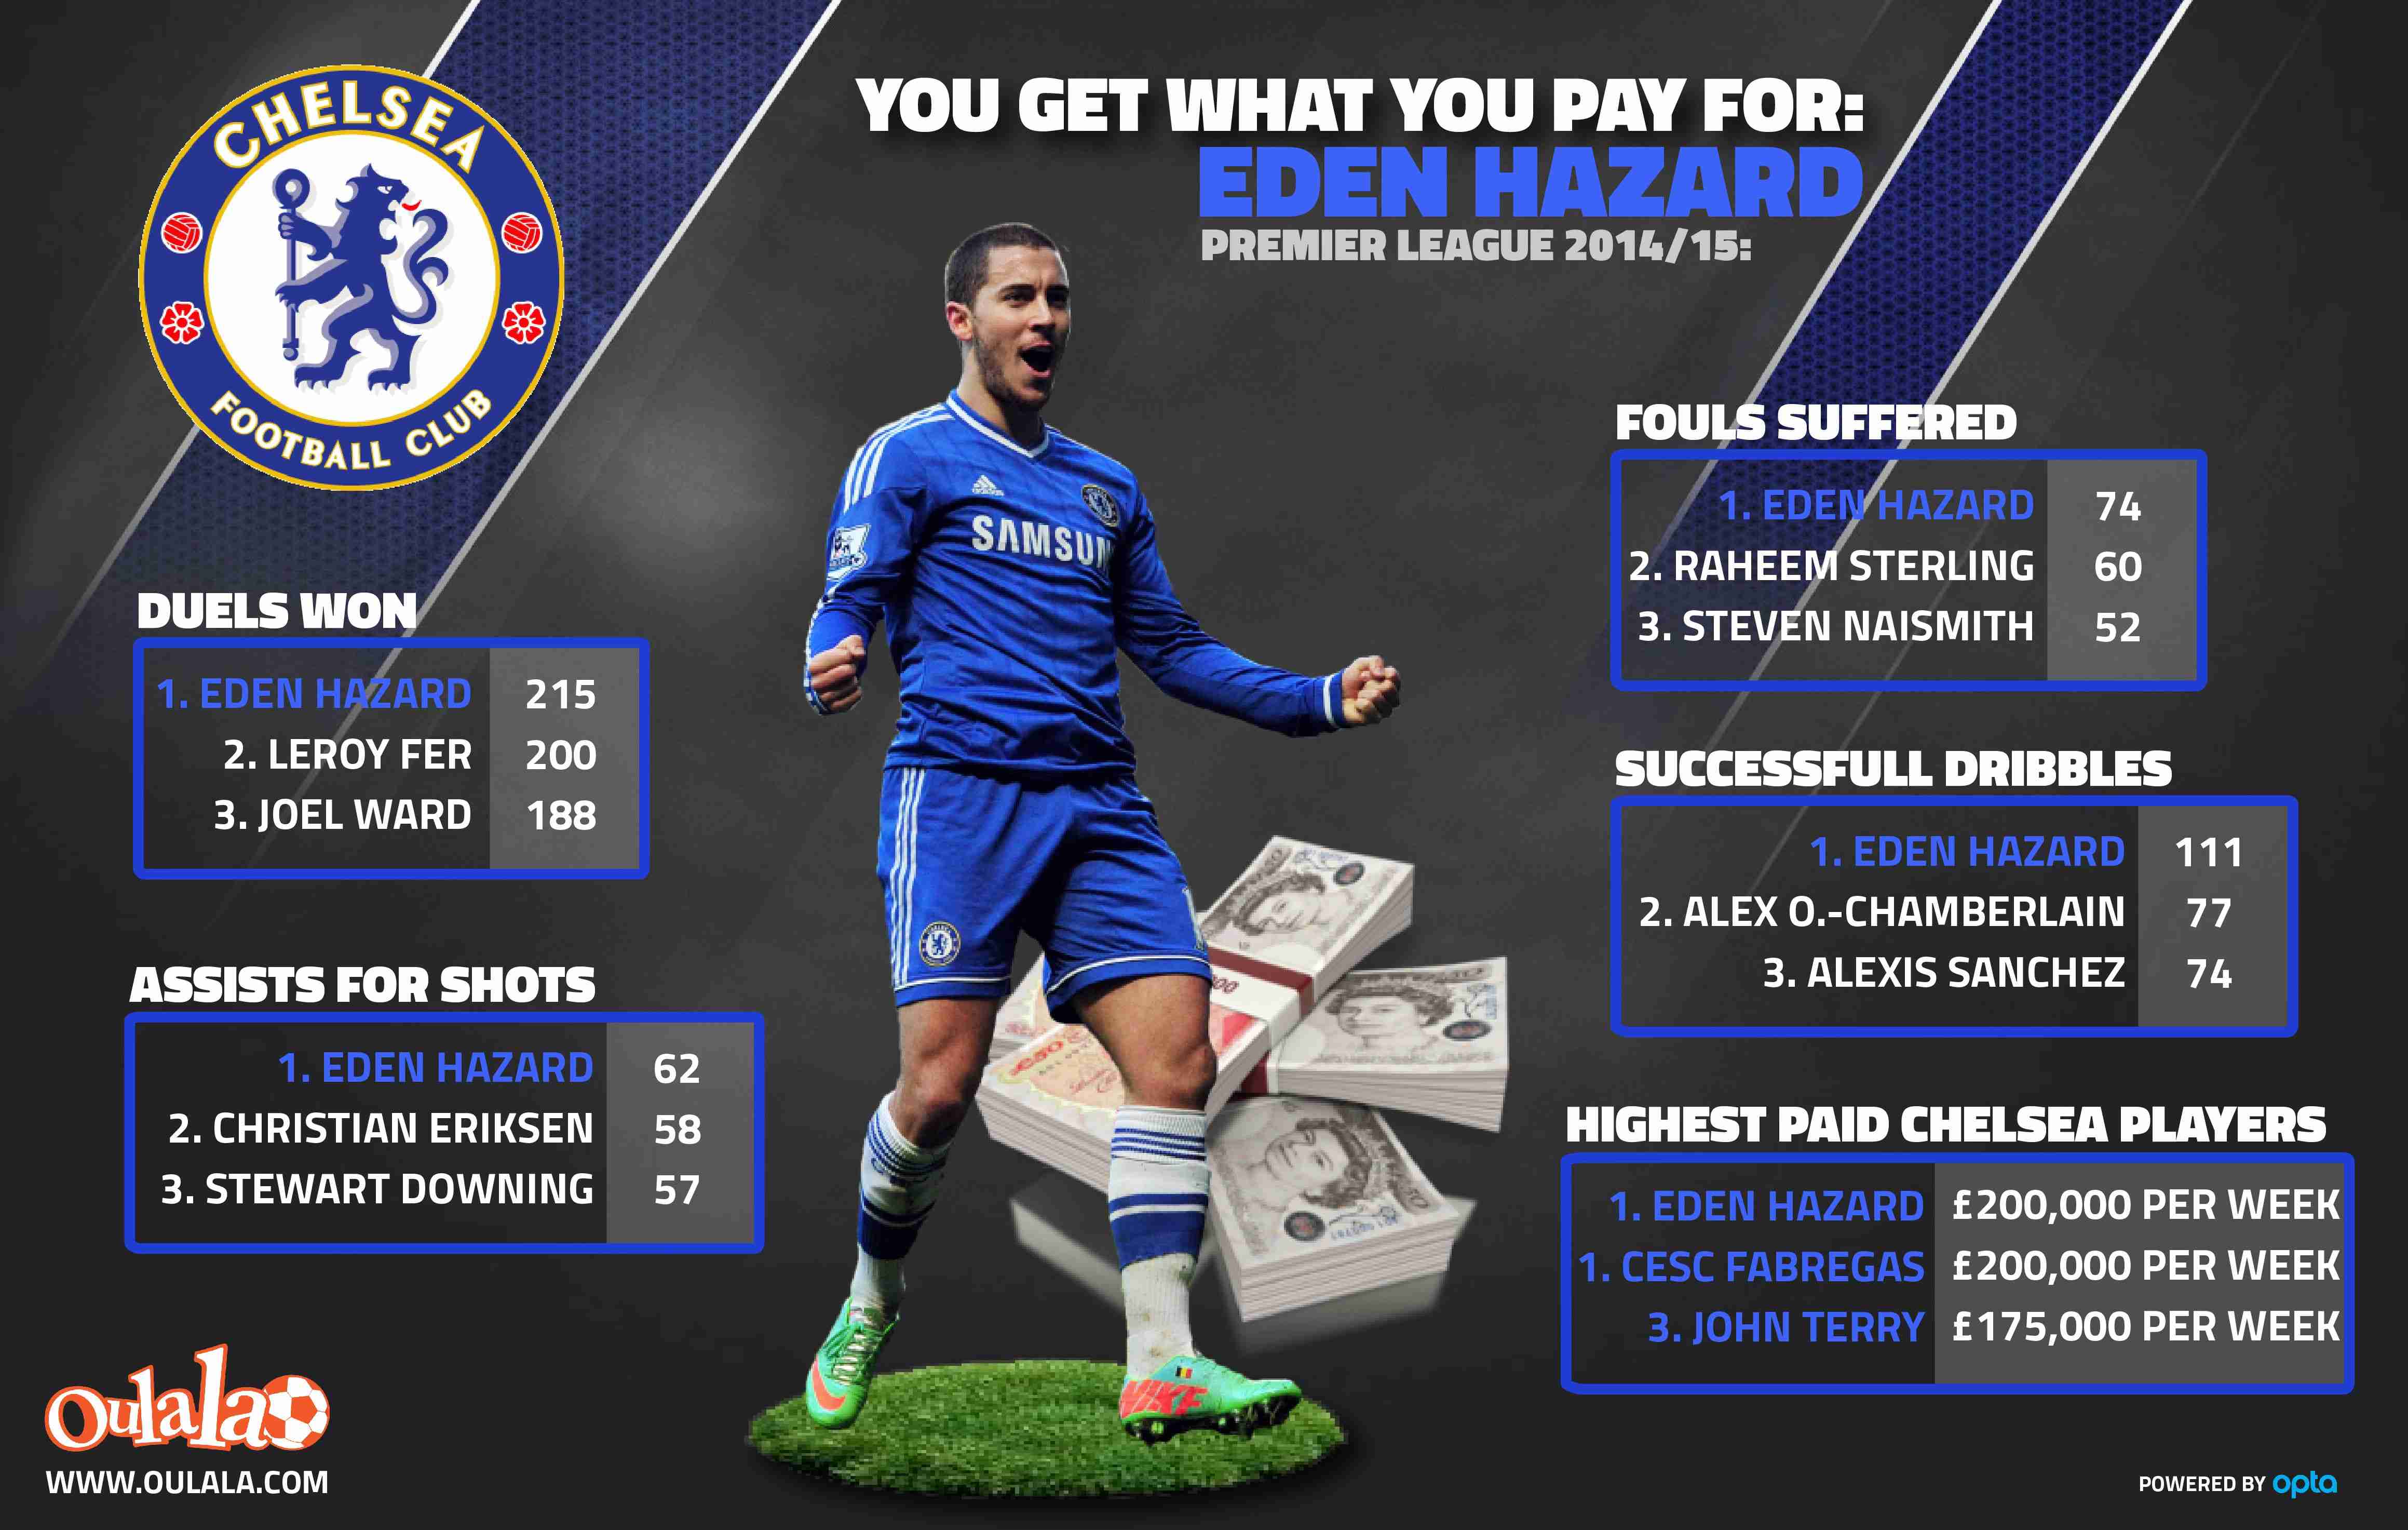 CHELSEA
FOOTBALL CLUB
YOU GET WHAT YOU PAY FOR:
EDEN HAZARD
PREMIER LEAGUE 2014/15:
SAMSUN
DUELS WON
1. EDEN HAZARD 215
2. LEROY FER 200
3. JOEL WARD 188
ASSISTS FOR SHOTS
1. EDEN HAZARD 62
2. CHRISTIAN ERIKSEN 58
3. STEWART DOWNING 57
FOULS SUFFERED
1. EDEN HAZARD 74
2. RAHEEM STERLING 60
3. STEVEN NAISMITH 52
SUCCESSFULL DRIBBLES
1. EDEN HAZARD 111
2. ALEX O.-CHAMBERLAIN 77
3. ALEXIS SANCHEZ 74
HIGHEST PAID CHELSEA PLAYERS
1. EDEN HAZARD £200,000 PER WEEK
1. CESC FABREGAS £200,000 PER WEEK
3. JOHN TERRY £175,000 PER WEEK
Oulala
WWW.OULALA.COM
POWERED BY opta